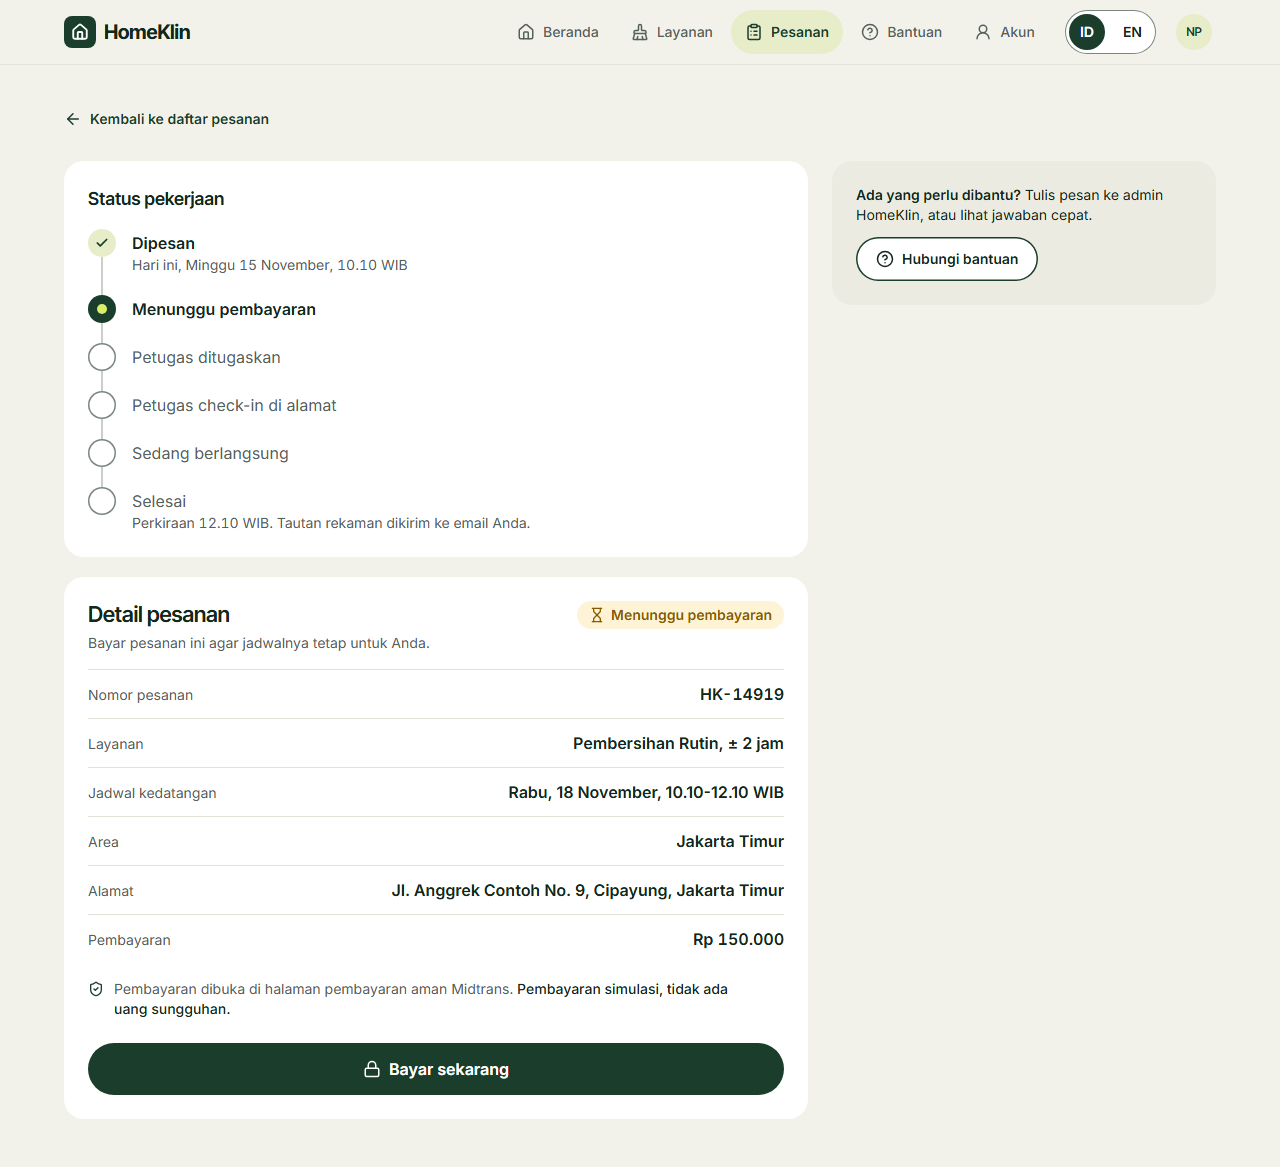 HomeKlin
Beranda
Layanan
Pesanan
Bantuan
Akun
ID
EN
NP
Kembali ke daftar pesanan
Status pekerjaan
Dipesan
Hari ini, Minggu 15 November, 10.10 WIB
Menunggu pembayaran
Petugas ditugaskan
Petugas check-in di alamat
Sedang berlangsung
Selesai
Perkiraan 12.10 WIB. Tautan rekaman dikirim ke email Anda.
Ada yang perlu dibantu? Tulis pesan ke admin
HomeKlin, atau lihat jawaban cepat.
Hubungi bantuan
Detail pesanan
Menunggu pembayaran
Bayar pesanan ini agar jadwalnya tetap untuk Anda.
Nomor pesanan
HK-14919
Layanan
Pembersihan Rutin, ± 2 jam
Jadwal kedatangan
Rabu, 18 November, 10.10-12.10 WIB
Area
Jakarta Timur
Alamat
Jl. Anggrek Contoh No. 9, Cipayung, Jakarta Timur
Pembayaran
Rp 150.000
Pembayaran dibuka di halaman pembayaran aman Midtrans. Pembayaran simulasi, tidak ada
uang sungguhan.
Bayar sekarang